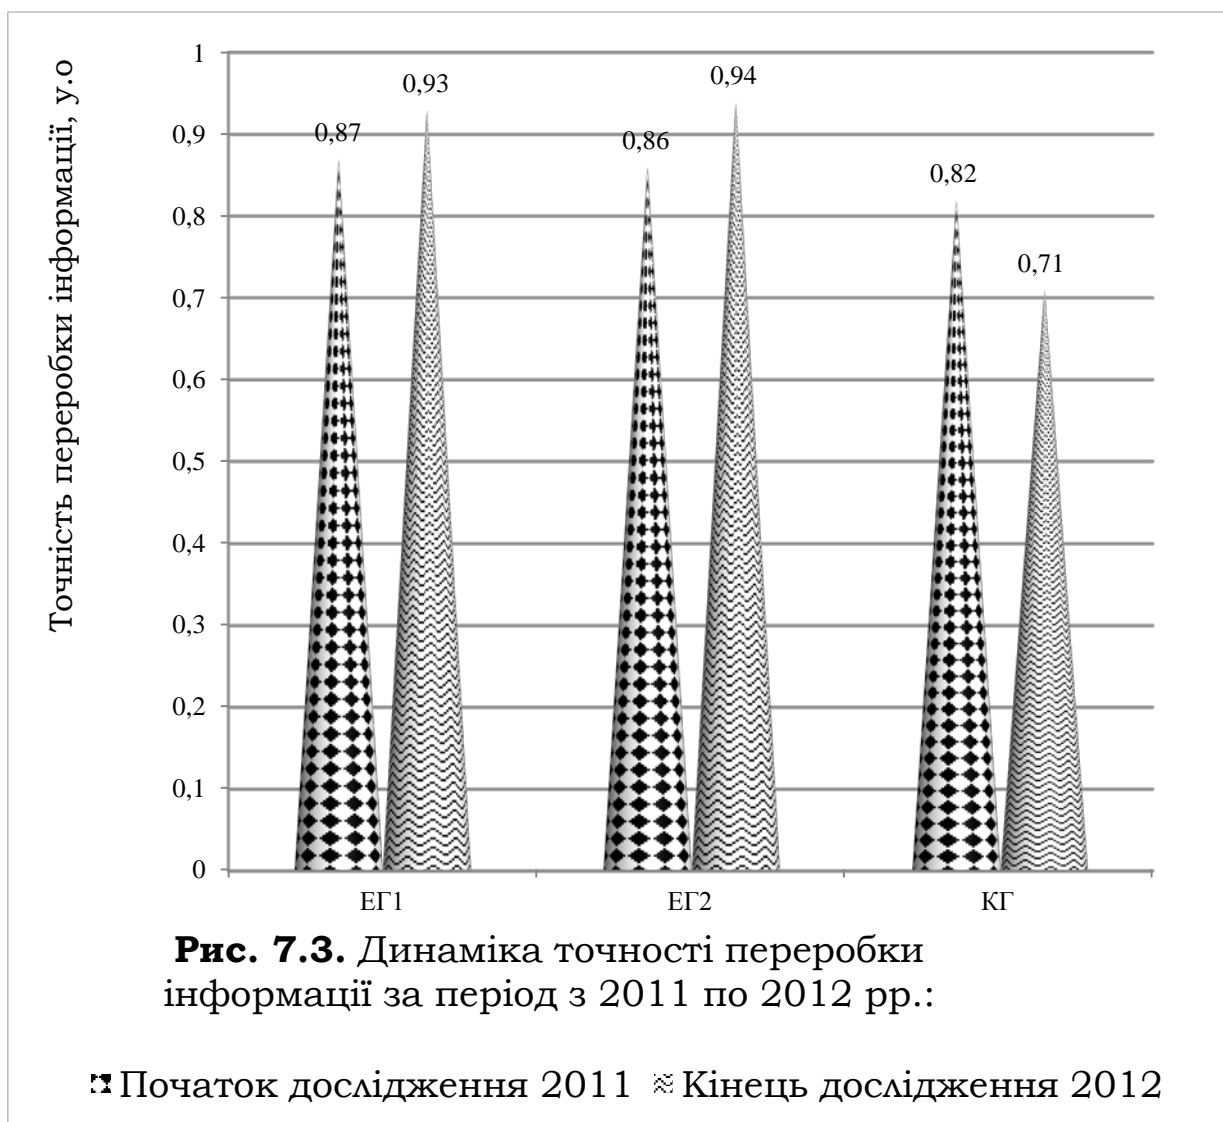 Точність переробки інформації, у.о
1
0,9
0,8
0,7
0,6
0,5
0,4
0,3
0,2
0,1
0
0,87
0,93
0,86
0,94
0,82
0,71
ЕГ1
ЕГ2
КГ
Рис. 7.3. Динаміка точності переробки
інформації за період з 2011 по 2012 рр.:
Початок дослідження 2011
Кінець дослідження 2012